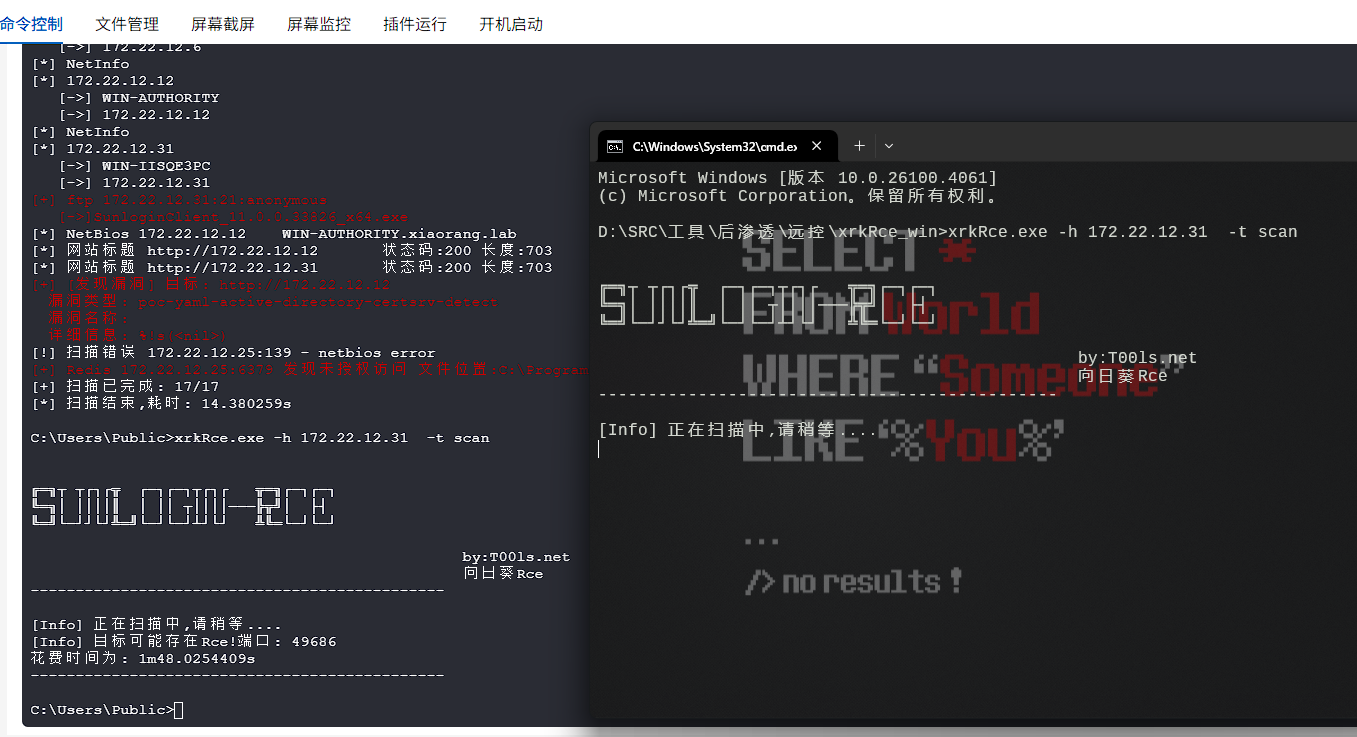 命令控制 文件管理 屏幕截屏 屏幕监控 插件运行 开机启动
[->] 172.22.12.6
[*] NetInfo
[*] 172.22.12.12
[->] WIN-AUTHORITY
[->] 172.22.12.12
[*] NetInfo
[*] 172.22.12.31
[->] WIN-IISQE3PC
[->] 172.22.12.31
[+] ftp 172.22.12.31:21:anonymous
[->]SunloginClient_11.0.0.33826_x64.exe
[*] NetBios 172.22.12.12 WIN-AUTHORITY.xiaorang.lab
[*] 网站标题 http://172.22.12.12 状态码:200 长度:703
[*] 网站标题 http://172.22.12.31 状态码:200 长度:703
[+] [发现漏洞] 目标: http://172.22.12.12
漏洞类型: poc-yaml-active-directory-certsrv-detect
漏洞名称:
详细信息:
[!] 扫描错误 172.22.12.25:139 - netbios error
[+] Redis 172.22.12.25:6379 发现未授权访问 文件位置:C:\Program
[+] 扫描已完成: 17/17
[*] 扫描结束,耗时: 14.380259s
C:\Users\Public>xrkRce.exe -h 172.22.12.31 -t scan
SUNLOGIN-RCE
by:T00ls.net
向日葵Rce
---------------------------------------------
[Info] 正在扫描中,请稍等....
[Info] 目标可能存在Rce!端口: 49686
花费时间为: 1m48.0254409s
---------------------------------------------
C:\Users\Public>
C:\Windows\System32\cmd.ex
Microsoft Windows [版本 10.0.26100.4061]
(c) Microsoft Corporation。保留所有权利。
D:\SRC\工具\后渗透\远控\xrkRce_win>xrkRce.exe -h 172.22.12.31 -t scan
SUNLOGIN-RCE
by:T00ls.net
向日葵Rce
---------------------------------------------
[Info] 正在扫描中,请稍等....
SELECT *
FROM World
WHERE “Someone”
LIKE ‘%You%’
...
/> no results !